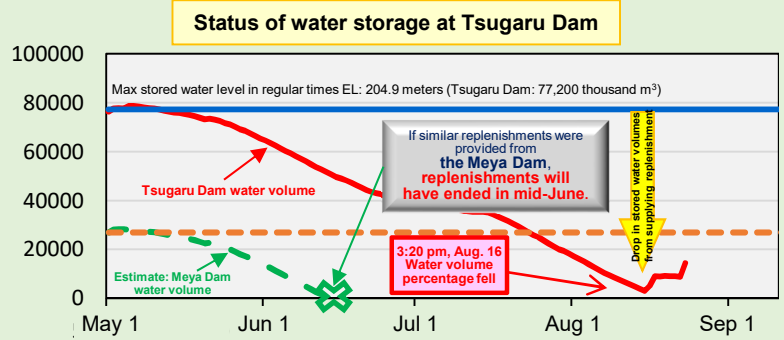 Status of water storage at Tsugaru Dam
100000
80000
60000
40000
20000
0
Max stored water level in regular times EL: 204.9 meters (Tsugaru Dam: 77,200 thousand m³)
Tsugaru Dam water volume
If similar replenishments were
provided from
the Meya Dam,
replenishments will
have ended in mid-June.
Drop in stored water volumes
from supplying replenishment
Estimate: Meya Dam
water volume
3:20 pm, Aug. 16
Water volume
percentage fell
May 1
Jun 1
Jul 1
Aug 1
Sep 1